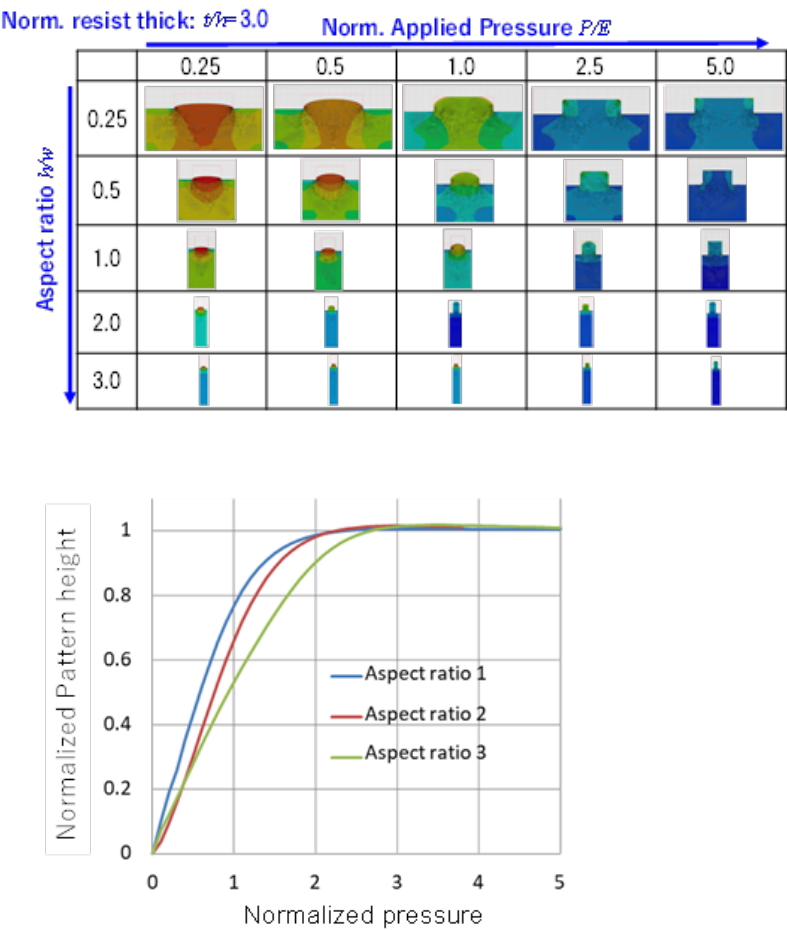 Norm. resist thick: t/h=3.0
Norm. Applied Pressure P/E
0.25 0.5 1.0 2.5 5.0
Aspect ratio h/w
0.25
0.5
1.0
2.0
3.0
Normalized Pattern height
1
0.8
0.6
0.4
0.2
0
Aspect ratio 1
Aspect ratio 2
Aspect ratio 3
0 1 2 3 4 5
Normalized pressure